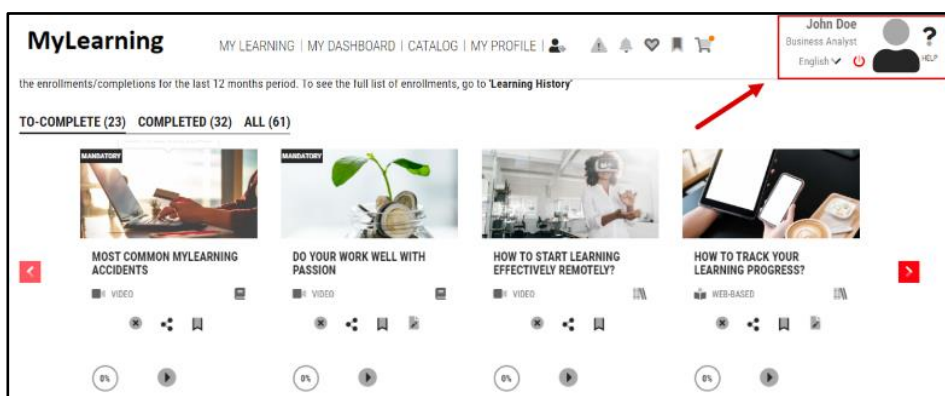 MyLearning
MY LEARNING | MY DASHBOARD | CATALOG | MY PROFILE |
John Doe
Business Analyst
English
?
HELP
the enrollments/completions for the last 12 months period. To see the full list of enrollments, go to 'Learning History'
TO-COMPLETE (23) COMPLETED (32) ALL (61)
MANDATORY
MOST COMMON MYLEARNING
ACCIDENTS
VIDEO
0%
MANDATORY
DO YOUR WORK WELL WITH
PASSION
VIDEO
0%
HOW TO START LEARNING
EFFECTIVELY REMOTELY?
VIDEO
0%
HOW TO TRACK YOUR
LEARNING PROGRESS?
WEB-BASED
0%